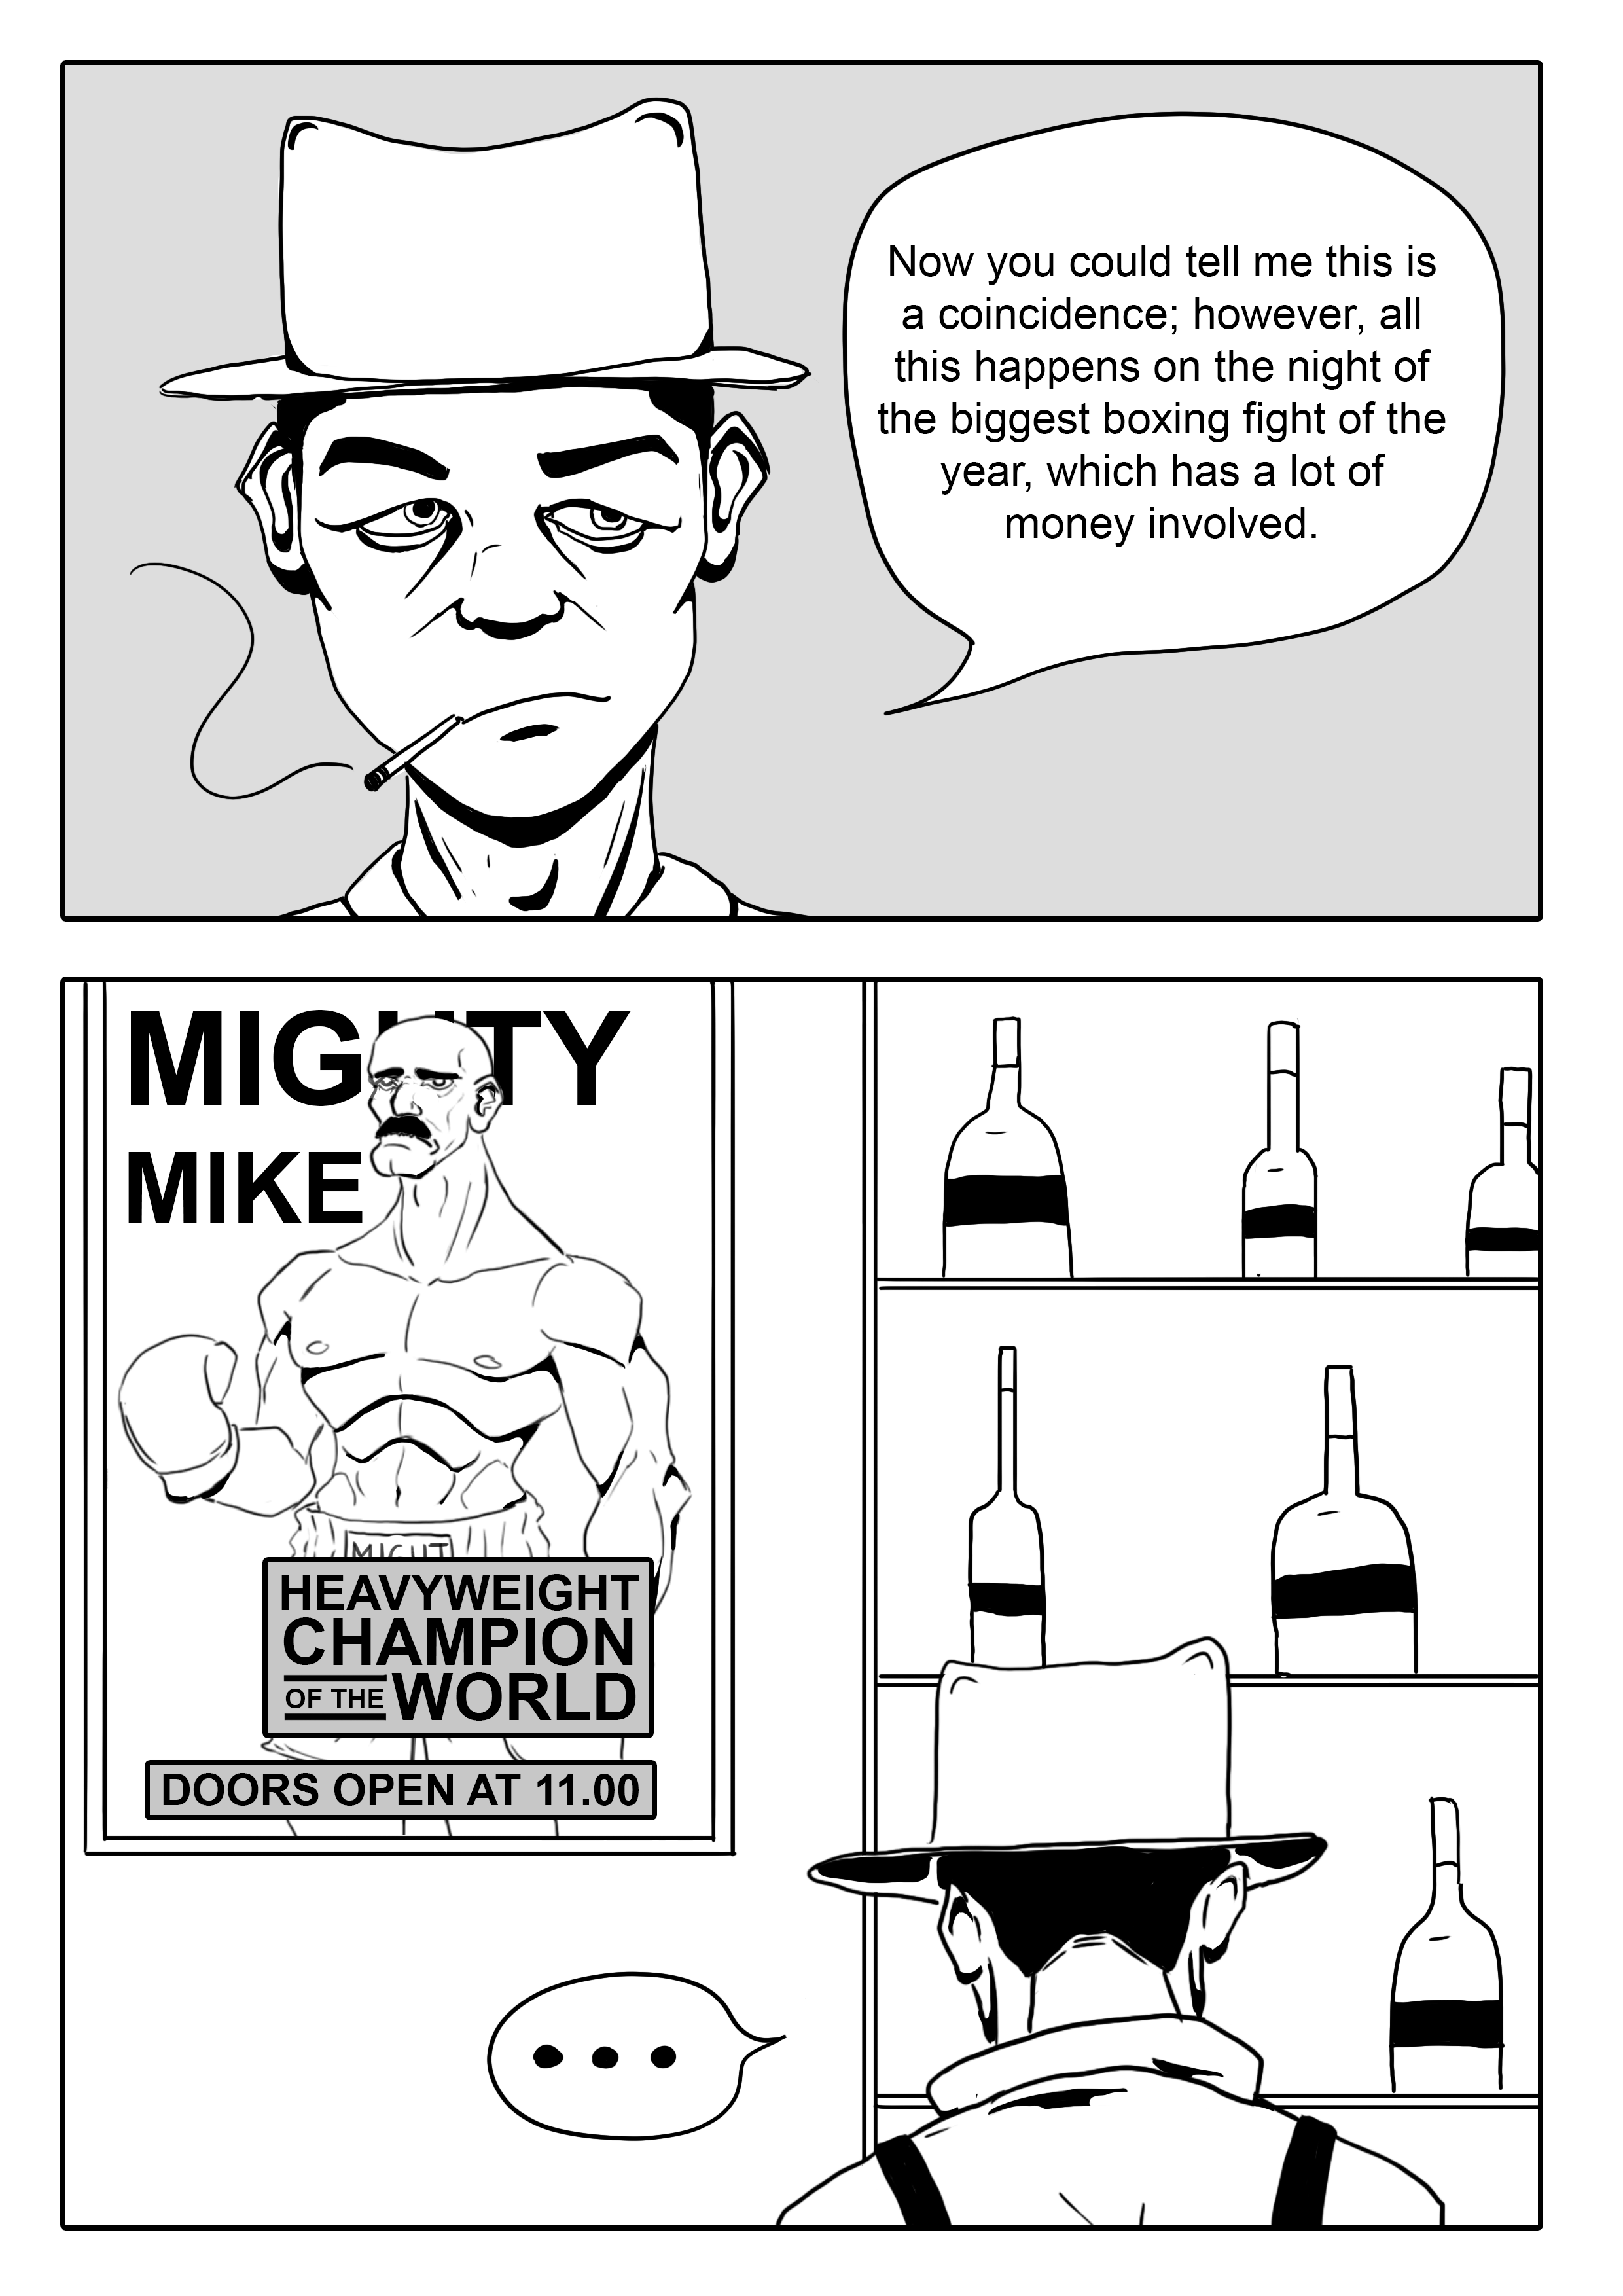 Now you could tell me this is
a coincidence; however, all
this happens on the night of
the biggest boxing fight of the
year, which has a lot of
money involved.
MIGHTY
MIKE
MIGHT
HEAVYWEIGHT
CHAMPION
OF THE WORLD
DOORS OPEN AT 11.00
...